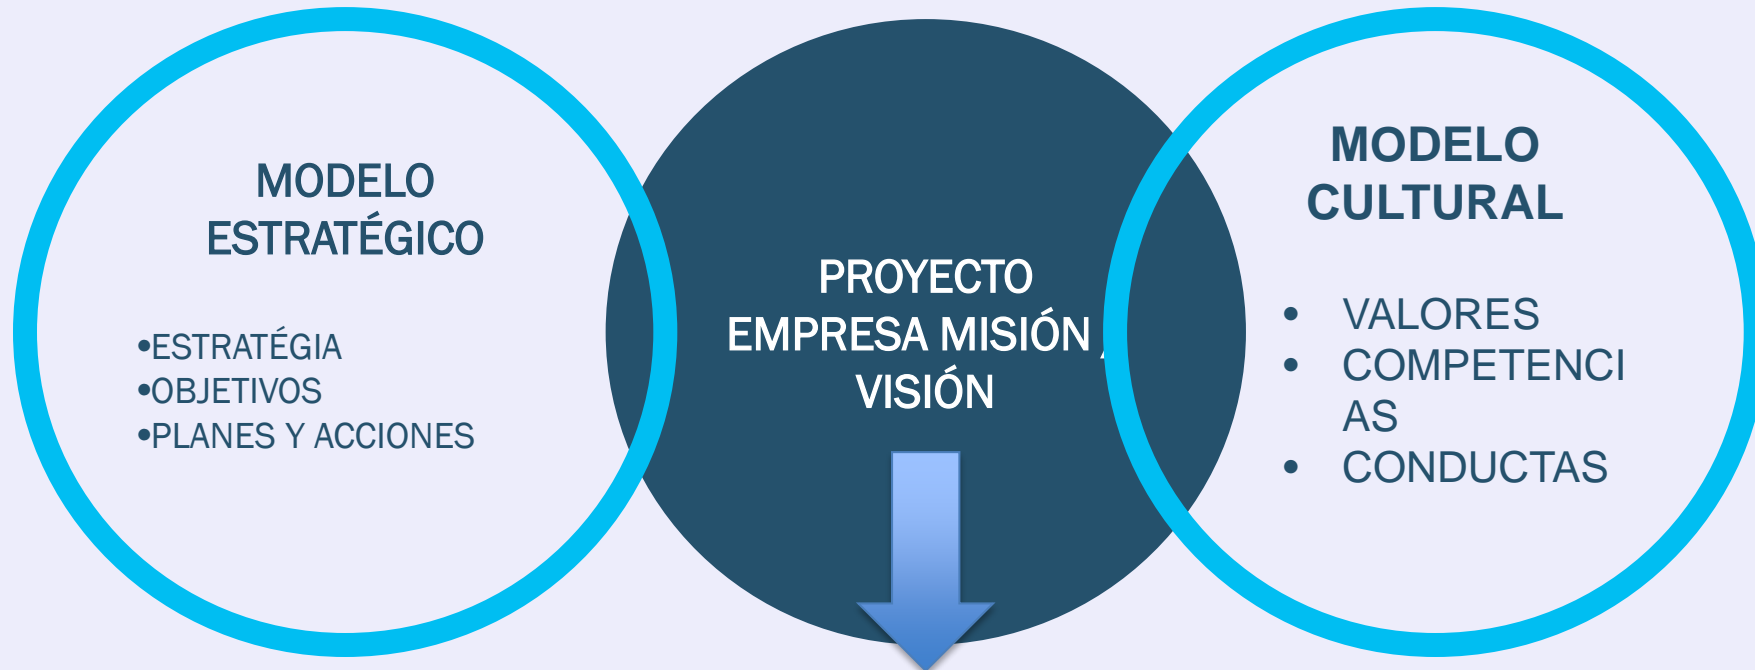 MODELO
ESTRATÉGICO
•ESTRATÉGIA
•OBJETIVOS
•PLANES Y ACCIONES
PROYECTO
EMPRESA MISIÓN ,
VISIÓN
MODELO
CULTURAL
• VALORES
• COMPETENCI
AS
• CONDUCTAS